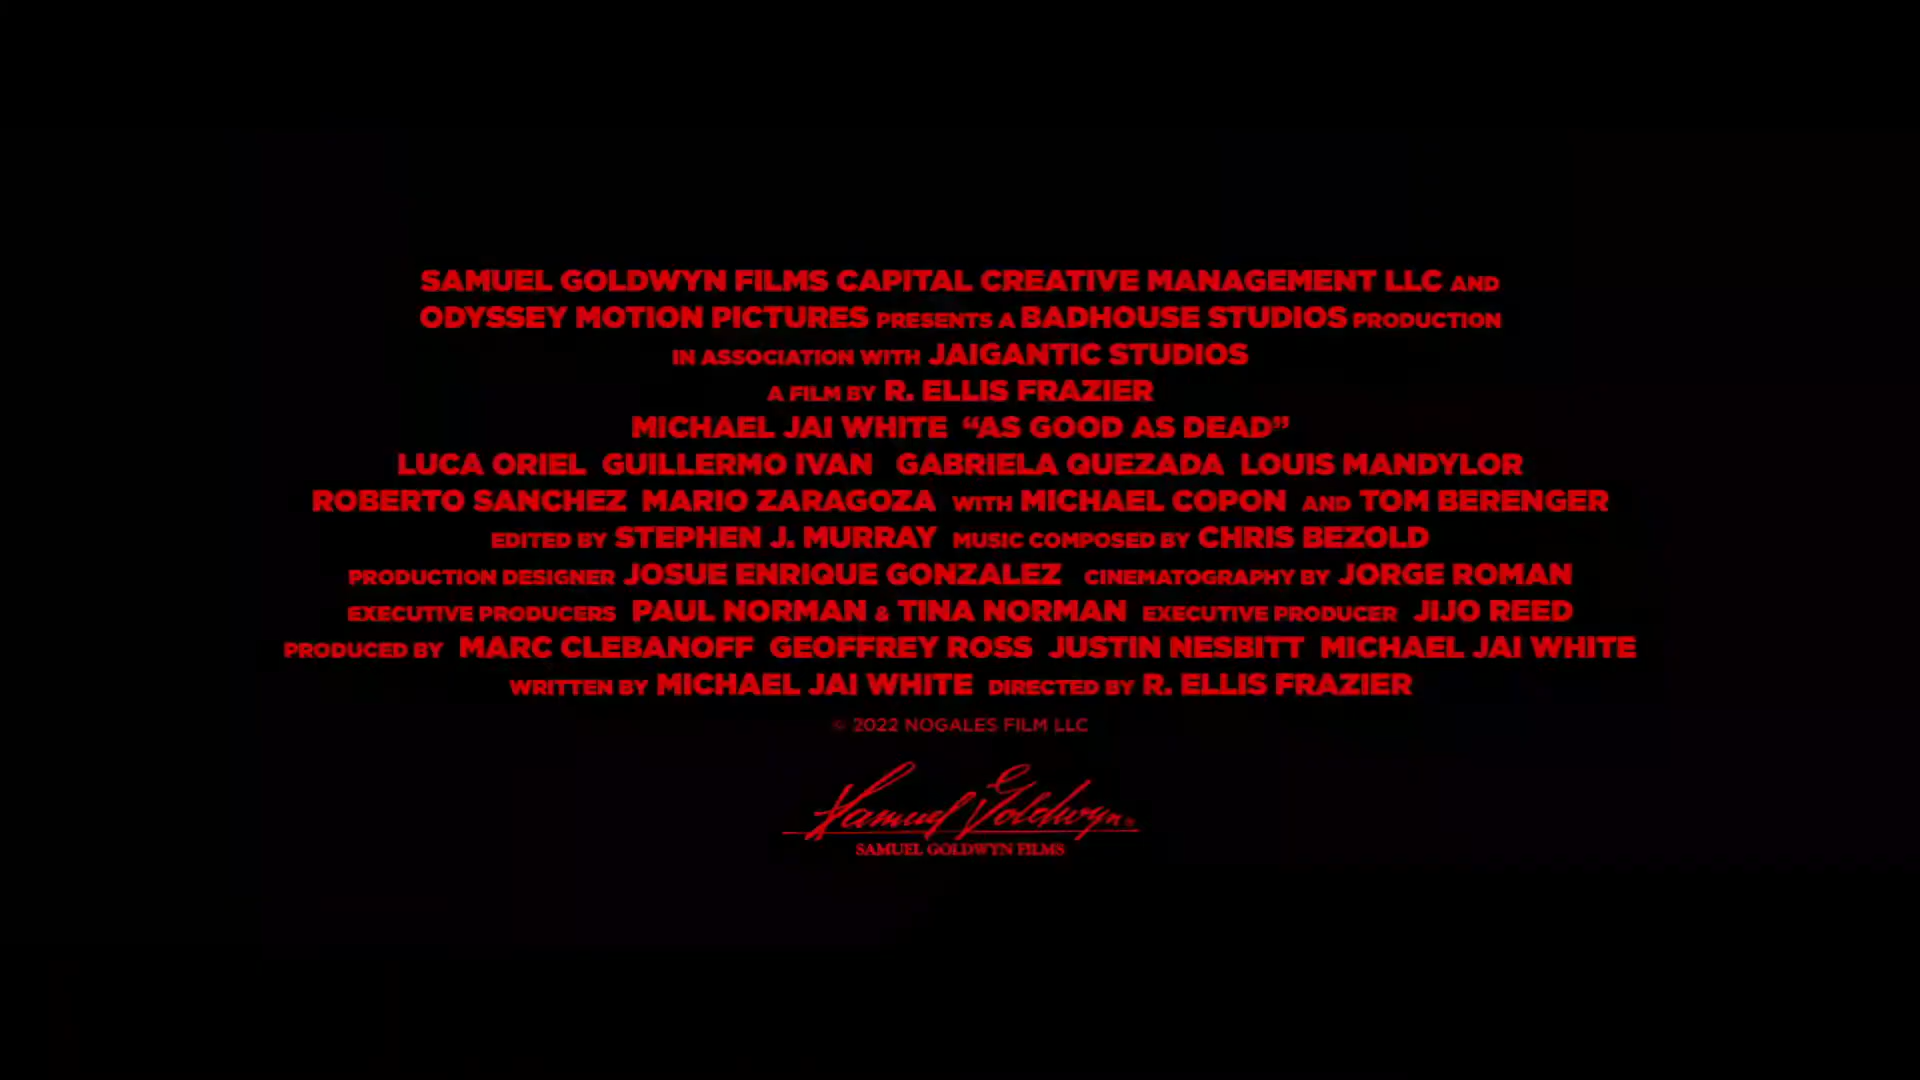 SAMUEL GOLDWYN FILMS CAPITAL CREATIVE MANAGEMENT LLC AND
ODYSSEY MOTION PICTURES PRESENTS A BADHOUSE STUDIOS PRODUCTION
IN ASSOCIATION WITH JAIGANTIC STUDIOS
A FILM BY R. ELLIS FRAZIER
MICHAEL JAI WHITE “AS GOOD AS DEAD”
LUCA ORIEL GUILLERMO IVAN GABRIELA QUEZADA LOUIS MANDYLOR
ROBERTO SANCHEZ MARIO ZARAGOZA WITH MICHAEL COPON AND TOM BERENGER
EDITED BY STEPHEN J. MURRAY MUSIC COMPOSED BY CHRIS BEZOLD
PRODUCTION DESIGNER JOSUE ENRIQUE GONZALEZ CINEMATOGRAPHY BY JORGE ROMAN
EXECUTIVE PRODUCERS PAUL NORMAN & TINA NORMAN EXECUTIVE PRODUCER JIJO REED
PRODUCED BY MARC CLEBANOFF GEOFFREY ROSS JUSTIN NESBITT MICHAEL JAI WHITE
WRITTEN BY MICHAEL JAI WHITE DIRECTED BY R. ELLIS FRAZIER
© 2022 NOGALES FILM LLC
Samuel Goldwyn®
SAMUEL GOLDWYN FILMS